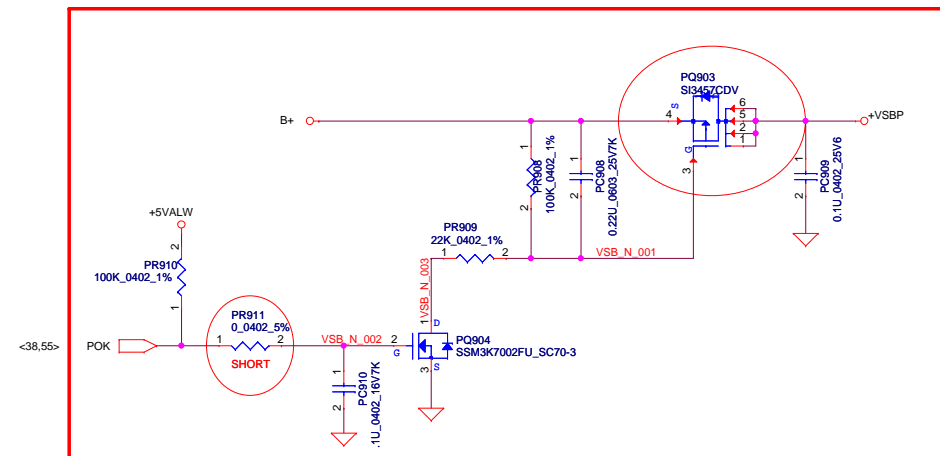 PQ903
SI3457CDV
S
4
6
5
2
1
G
3
B+
+VSBP
1
PR908
100K_0402_1%
2
1
PC908
0.22U_0603_25V7K
2
1
PC909
0.1U_0402_25V6
2
+5VALW
2
PR910
100K_0402_1%
1
PR909
22K_0402_1%
1
2
VSB_N_001
VSB_N_003
PR911
0_0402_5%
1
2
SHORT
<38,55>
POK
VSB_N_002
1
D
2
G
PQ904
SSM3K7002FU_SC70-3
3
S
1
PC910
.1U_0402_16V7K
2